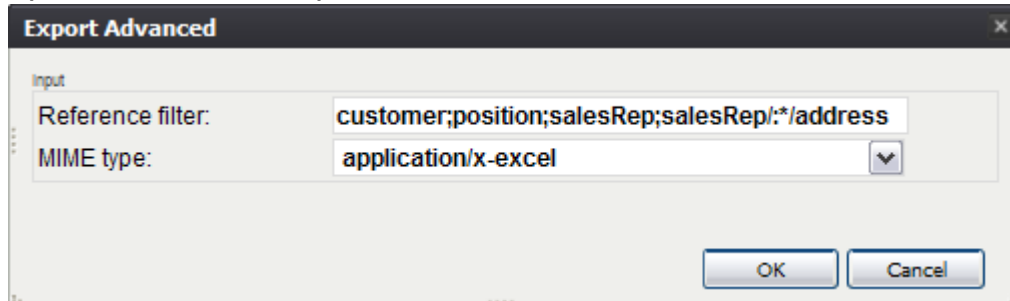 Export Advanced
Input
Reference filter: customer;position;salesRep;salesRep/:*/address
MIME type: application/x-excel
OK Cancel